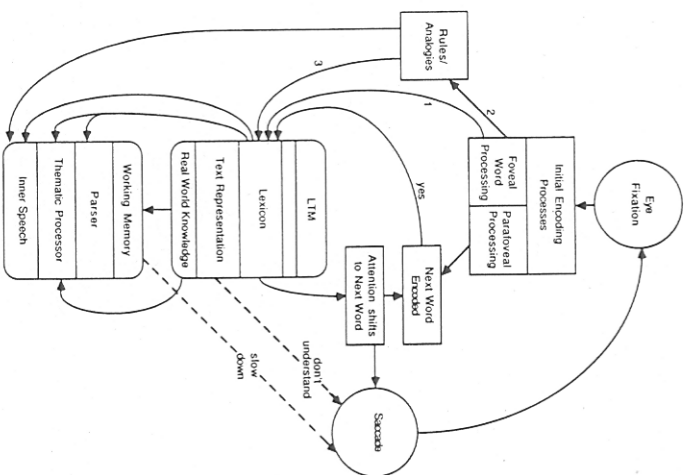 Eye
Fixation
Initial Encoding
Processes
Foveal
Word
Processing
Parafoveal
Processing
Rules/
Analogies
2
1
3
yes
Next Word
Encoded
Attention shifts
to Next Word
LTM
Lexicon
Text Representation
Real World Knowledge
don't
understand
Saccade
slow
down
Working Memory
Parser
Thematic Processor
Inner Speech